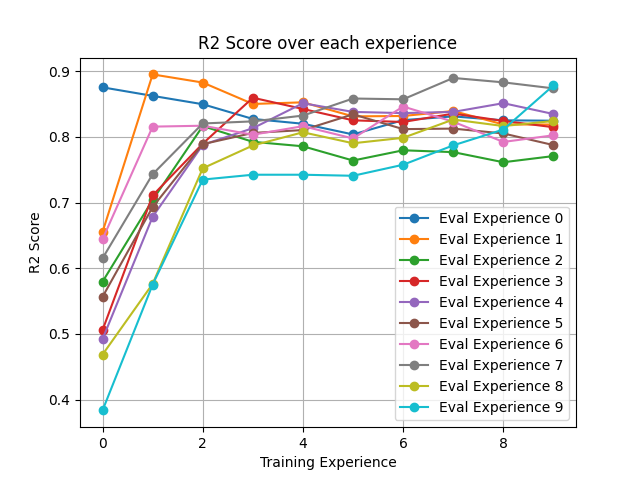 R2 Score over each experience
R2 Score
0.9
0.8
0.7
0.6
0.5
0.4
0 2 4 6 8
Training Experience
Eval Experience 0
Eval Experience 1
Eval Experience 2
Eval Experience 3
Eval Experience 4
Eval Experience 5
Eval Experience 6
Eval Experience 7
Eval Experience 8
Eval Experience 9